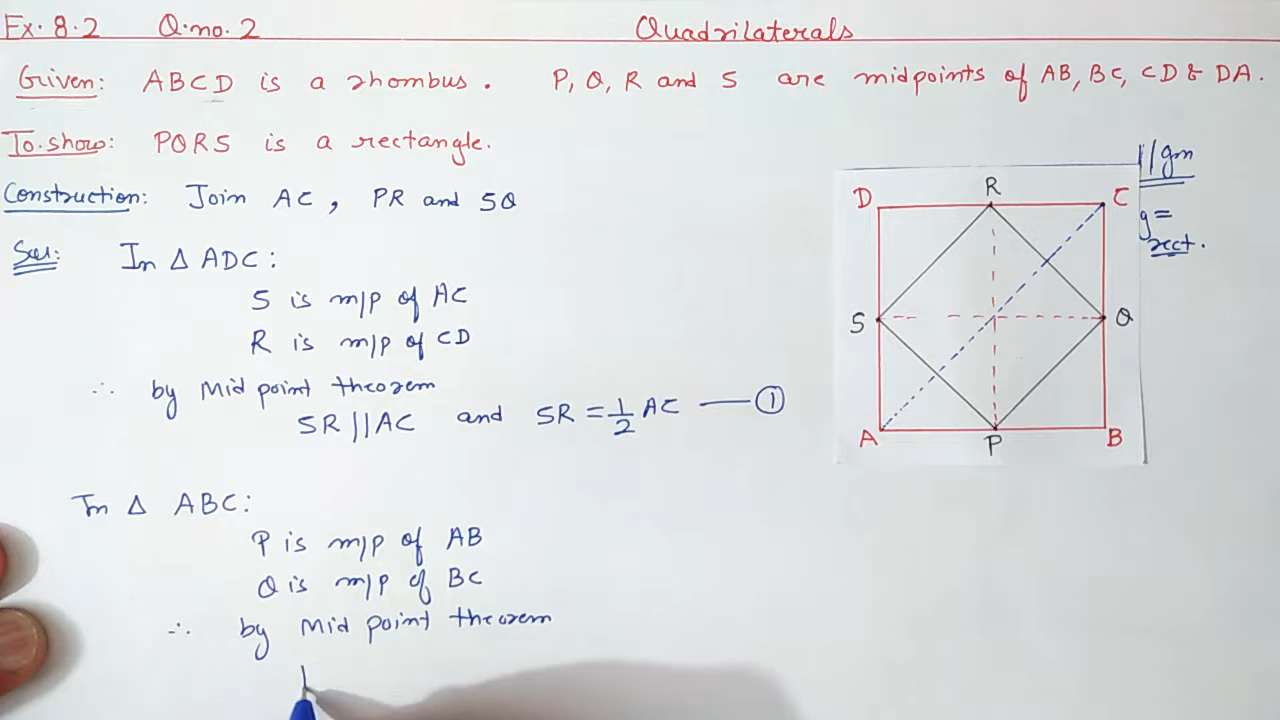 Ex. 8.2 Q.no. 2 Quadrilaterals
Given: ABCD is a rhombus. P, Q, R and S are midpoints of AB, BC, CD & DA.
To show: PQRS is a rectangle.
Construction: Join AC, PR and SQ
Sol: In △ ADC:
S is m/p of AC
R is m/p of CD
∴ by Mid point theorem
SR || AC and SR = 1/2 AC —— ①
In △ ABC:
P is m/p of AB
Q is m/p of BC
∴ by Mid point theorem
D R C
S Q
A P B
||gm
rect.